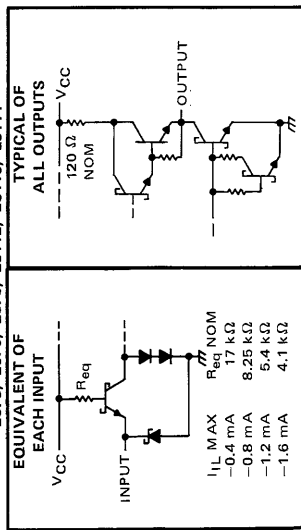 EQUIVALENT OF
EACH INPUT
VCC
Req
INPUT
IIL MAX Req NOM
−0.4 mA 17 kΩ
−0.8 mA 8.25 kΩ
−1.2 mA 5.4 kΩ
−1.6 mA 4.1 kΩ
TYPICAL OF
ALL OUTPUTS
VCC
120 Ω
NOM
OUTPUT